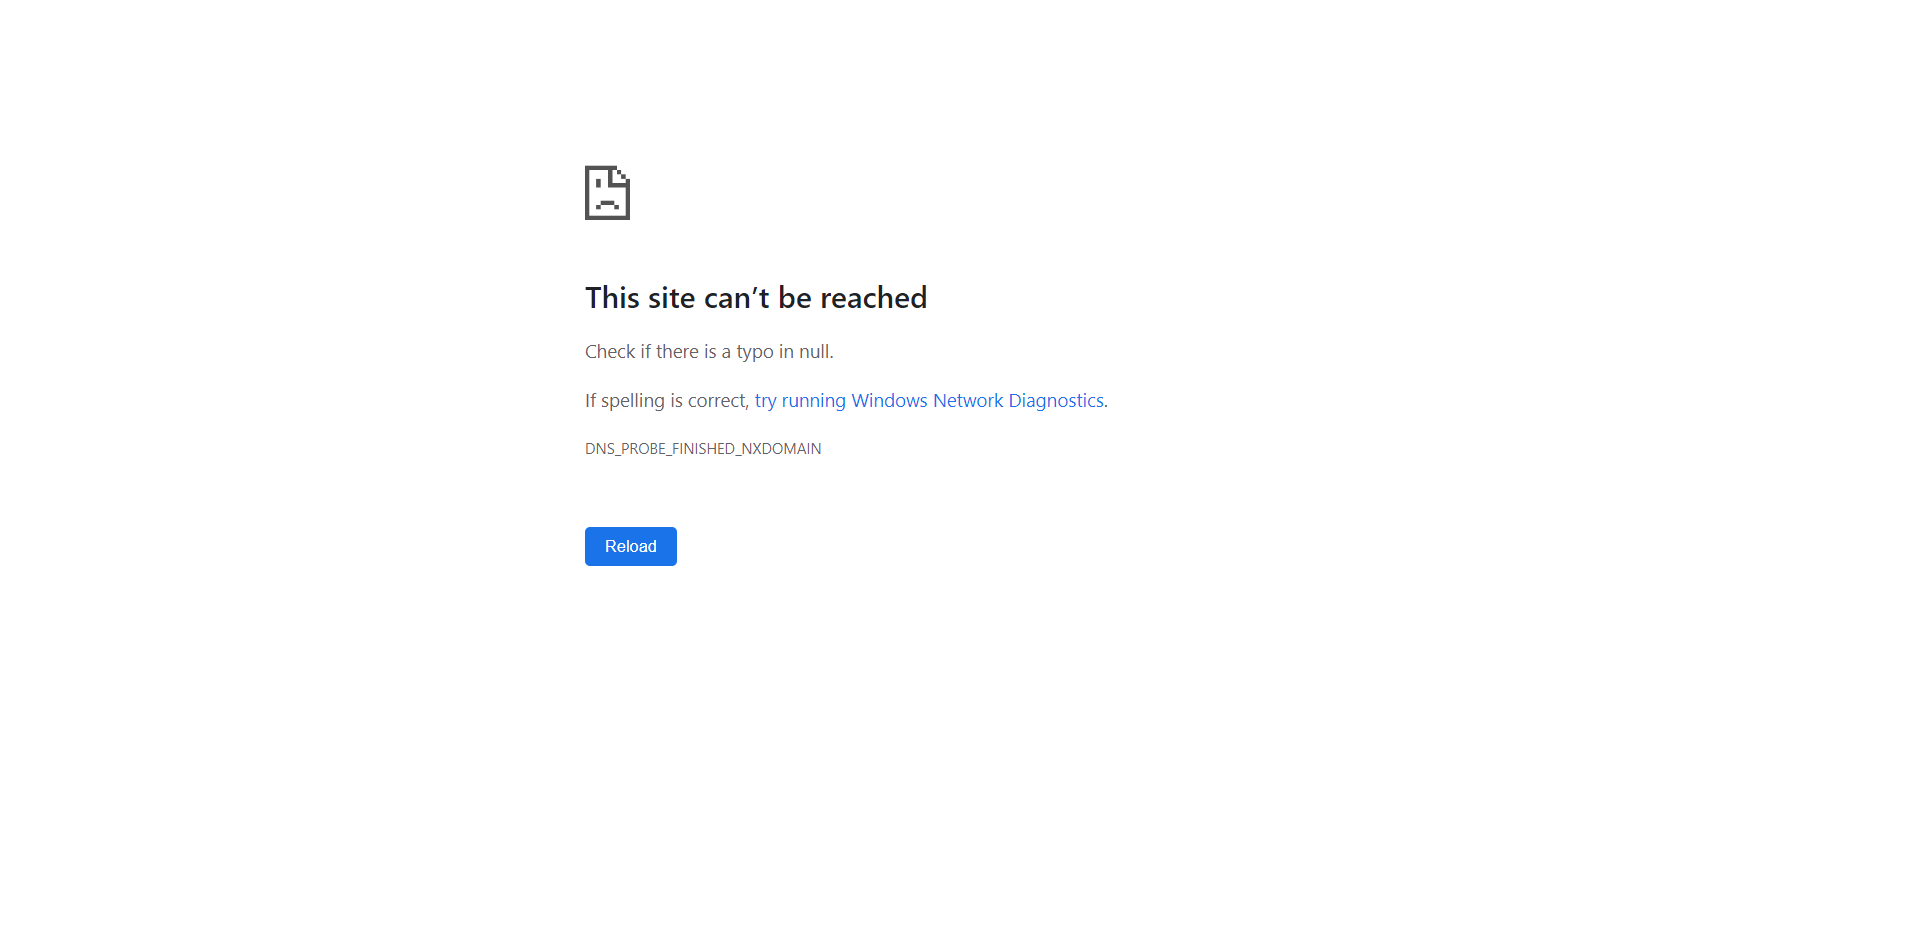 This site can’t be reached
Check if there is a typo in null.
If spelling is correct, try running Windows Network Diagnostics.
DNS_PROBE_FINISHED_NXDOMAIN
Reload